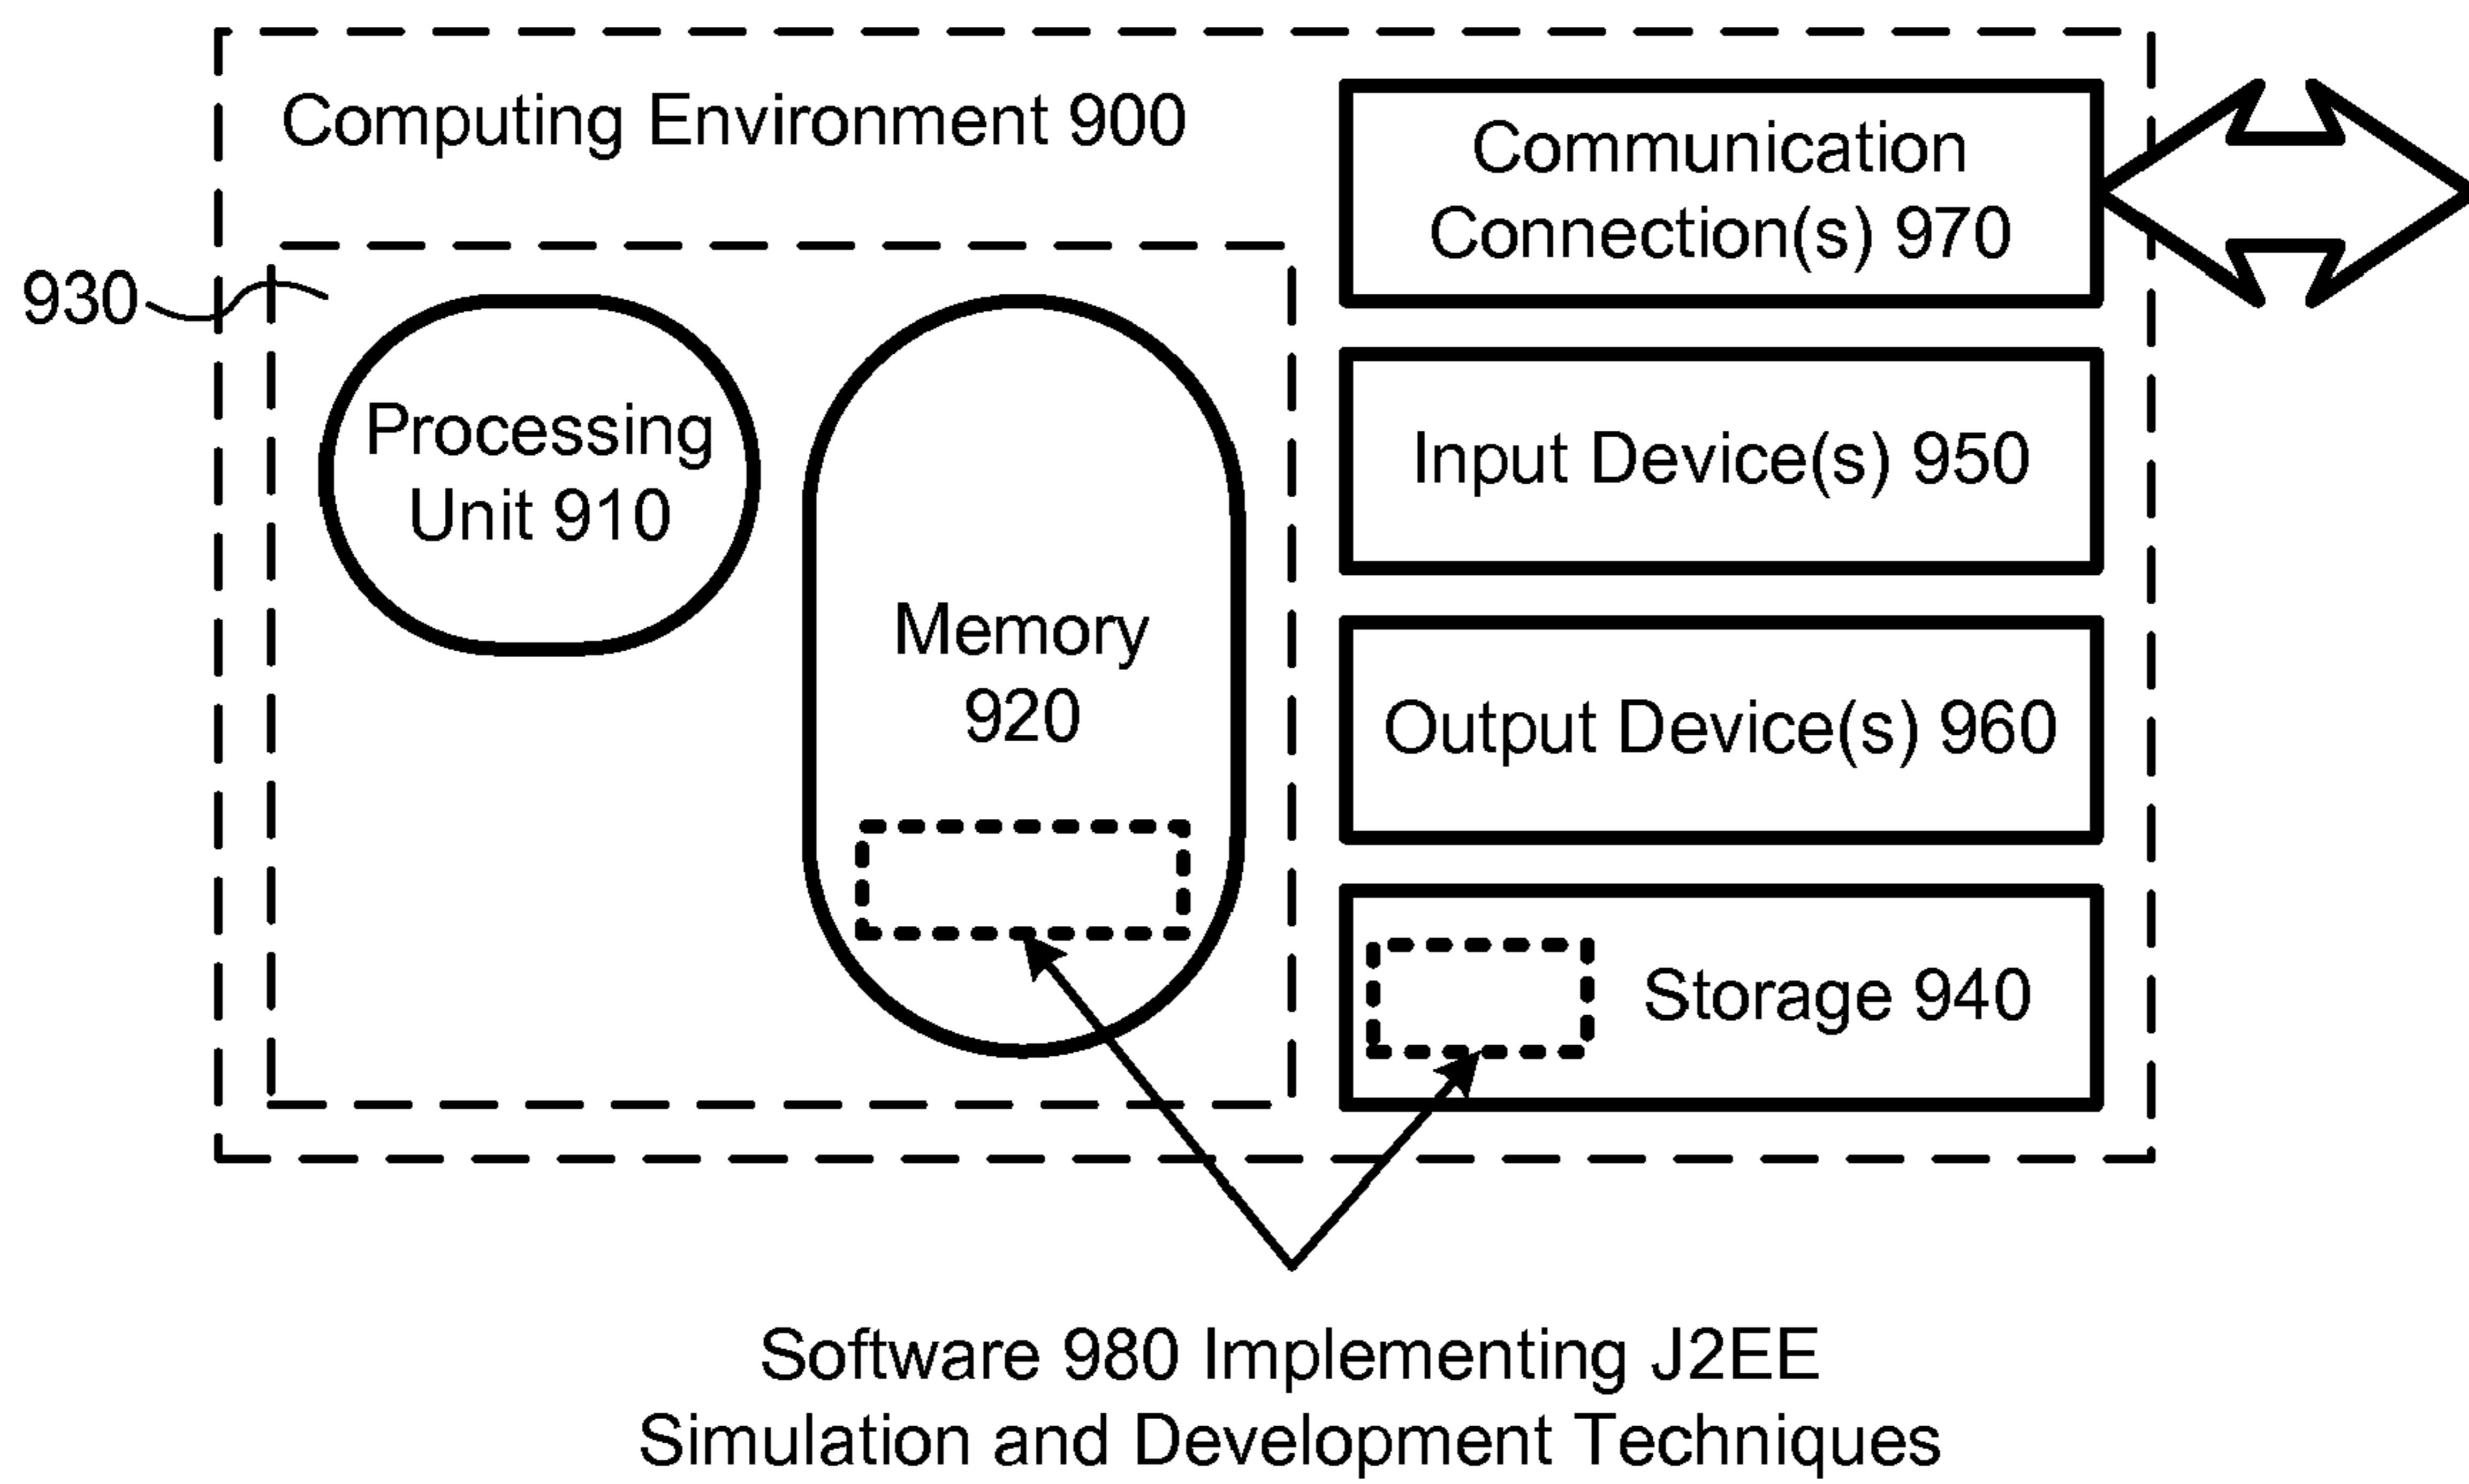 Computing Environment 900
Communication
Connection(s) 970
930
Processing
Unit 910
Memory
920
Input Device(s) 950
Output Device(s) 960
Storage 940
Software 980 Implementing J2EE
Simulation and Development Techniques